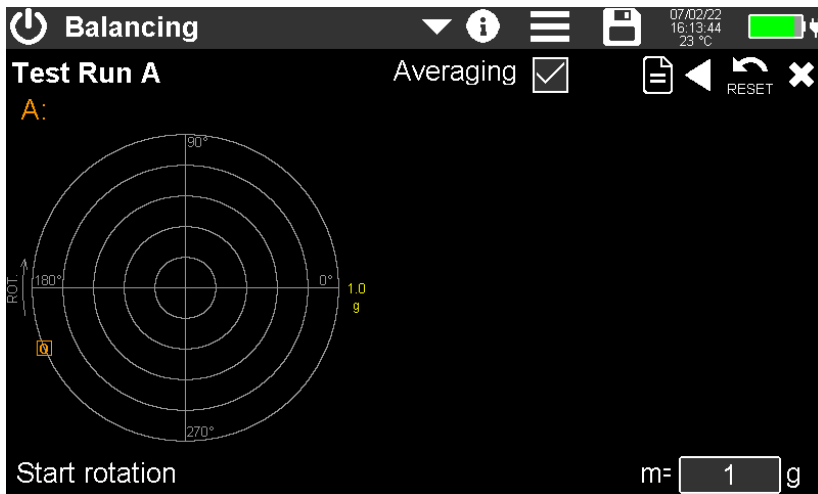 Balancing
07/02/22
16:13:44
23 °C
Test Run A
Averaging
RESET
A:
90°
ROT.
180°
0°
1.0
g
0
270°
Start rotation
m= 1 g